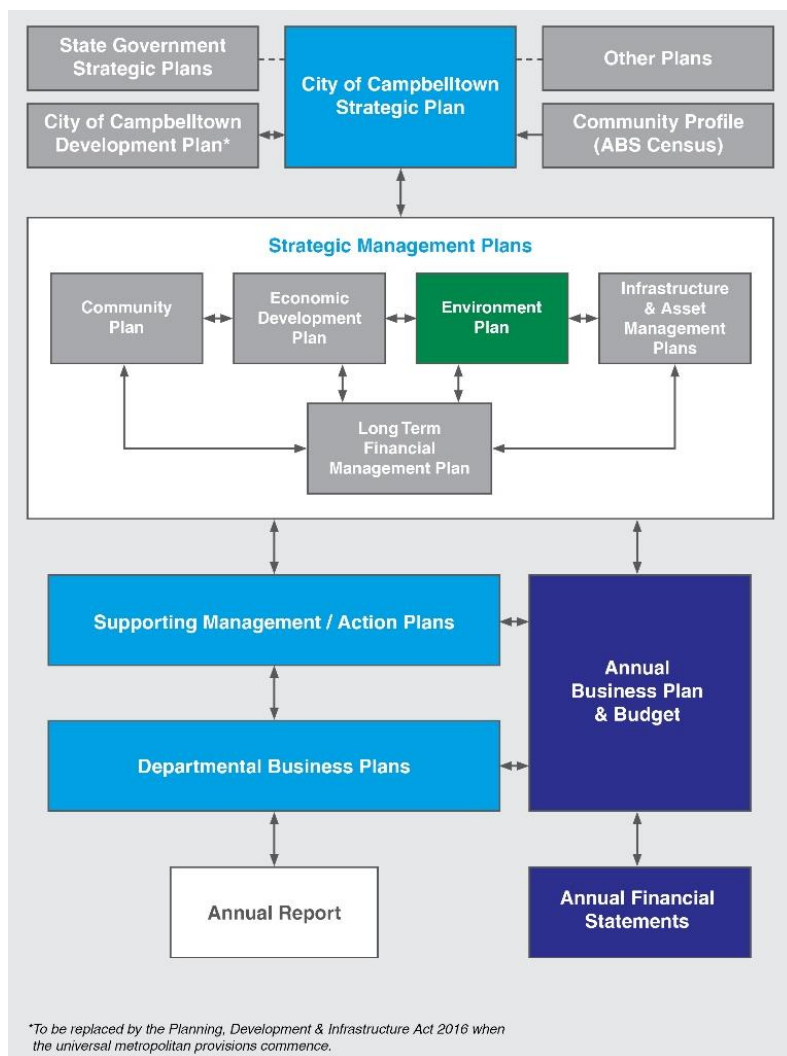 State Government
Strategic Plans
City of Campbelltown
Strategic Plan
Other Plans
City of Campbelltown
Development Plan*
Community Profile
(ABS Census)
Strategic Management Plans
Community
Plan
Economic
Development
Plan
Environment
Plan
Infrastructure
& Asset
Management
Plans
Long Term
Financial
Management Plan
Supporting Management / Action Plans
Annual
Business Plan
& Budget
Departmental Business Plans
Annual Report
Annual Financial
Statements
*To be replaced by the Planning, Development & Infrastructure Act 2016 when
the universal metropolitan provisions commence.